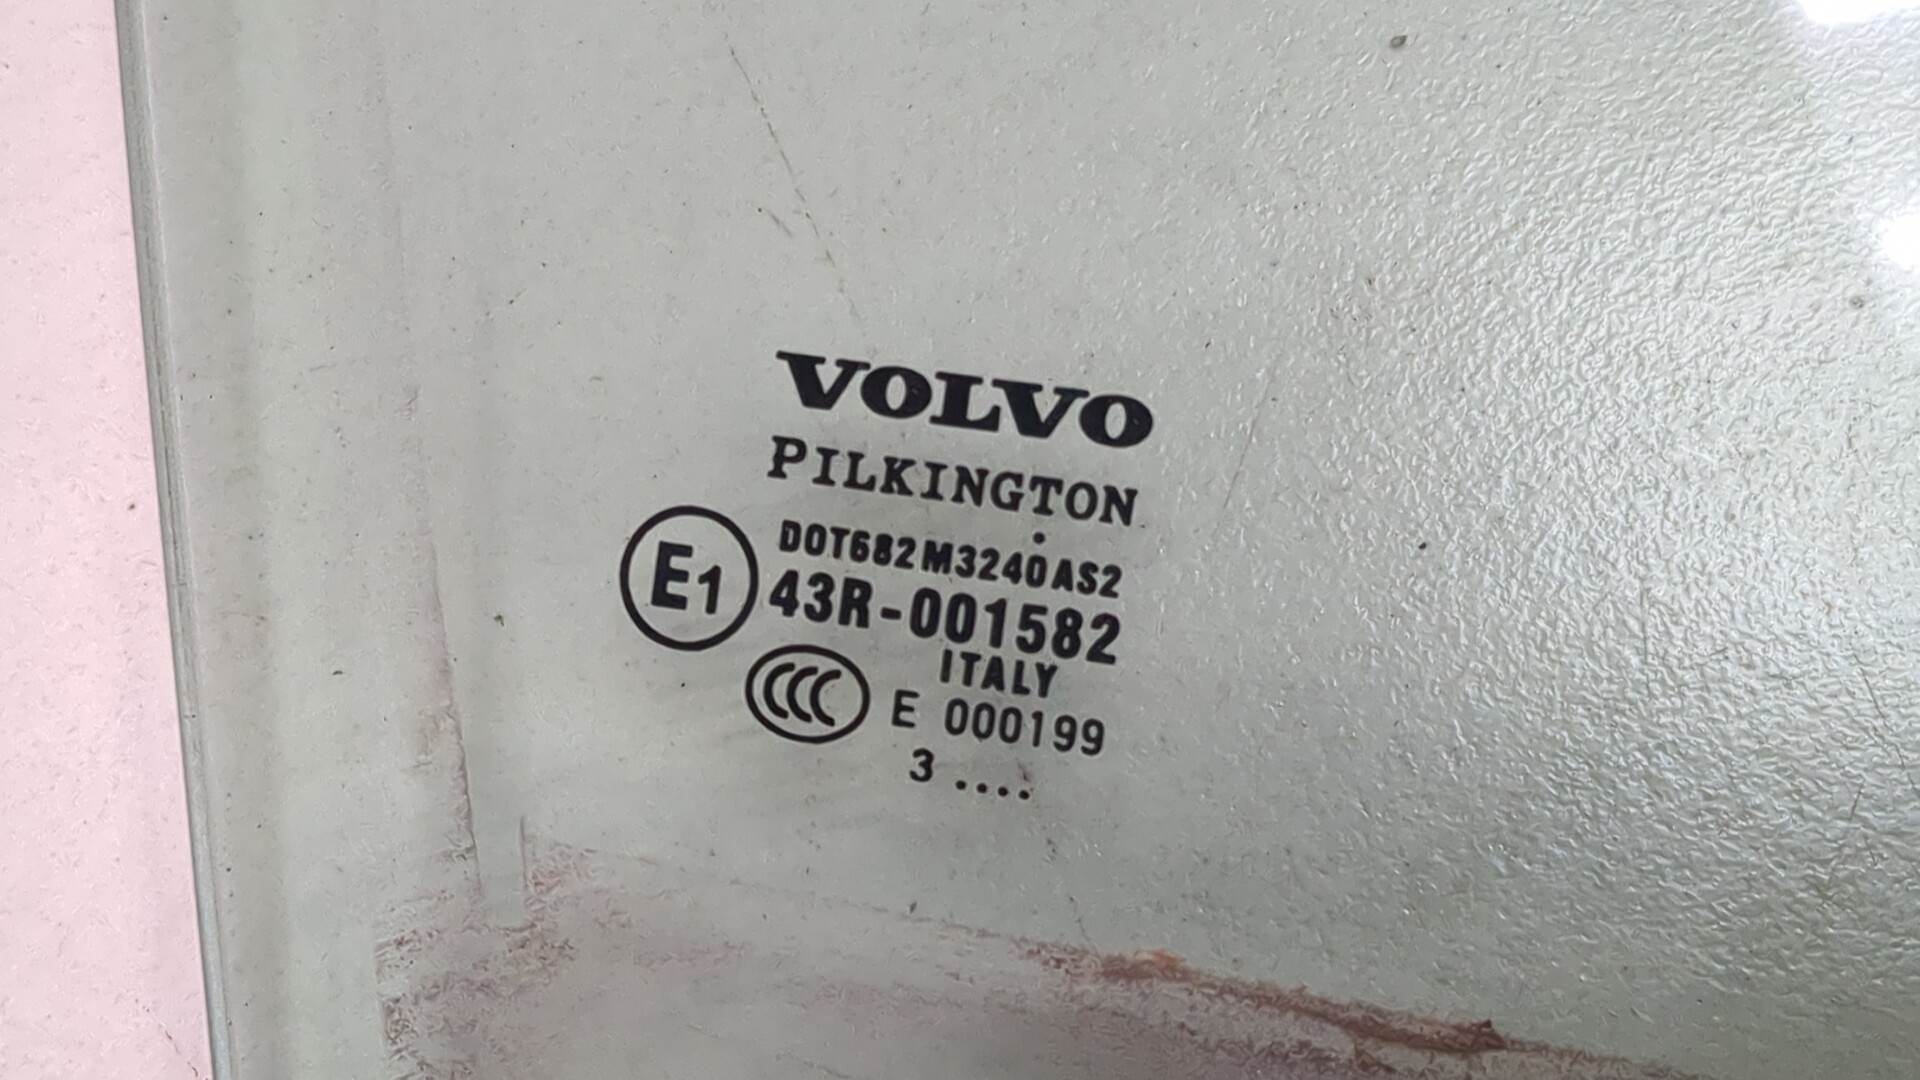 VOLVO
PILKINGTON
DOT682M3240AS2
E1 43R-001582
ITALY
CCC E 000199
3 ....